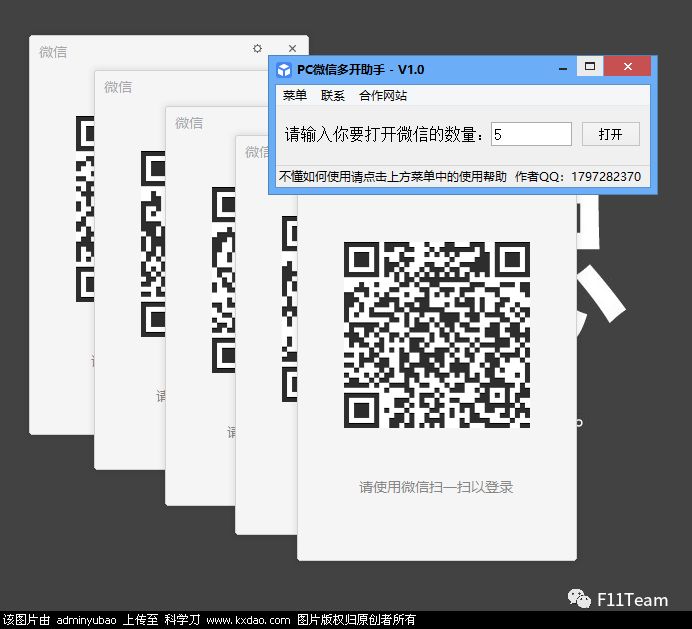 微信
微信
微信
微信
PC微信多开助手 - V1.0
菜单 联系 合作网站
请输入你要打开微信的数量： 5 打开
不懂如何使用请点击上方菜单中的使用帮助 作者QQ：1797282370
请
请
请
请使用微信扫一扫以登录
F11Team
该图片由 adminyubao 上传至 科学刀 www.kxdao.com 图片版权归原创者所有